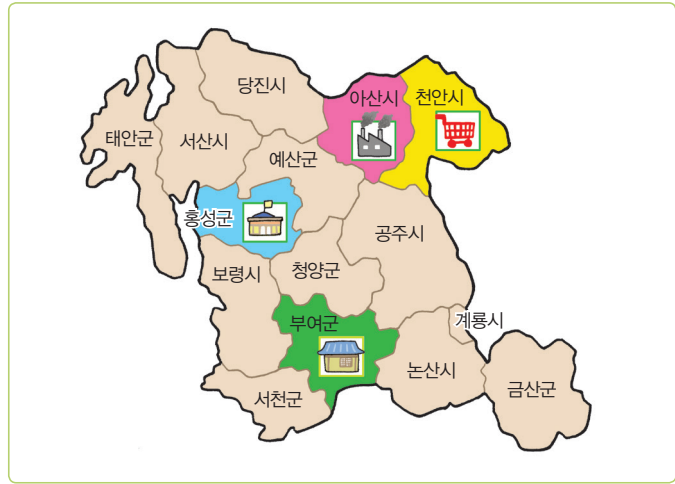 당진시
아산시
천안시
태안군
서산시
예산군
홍성군
공주시
보령시
청양군
부여군
계룡시
논산시
서천군
금산군